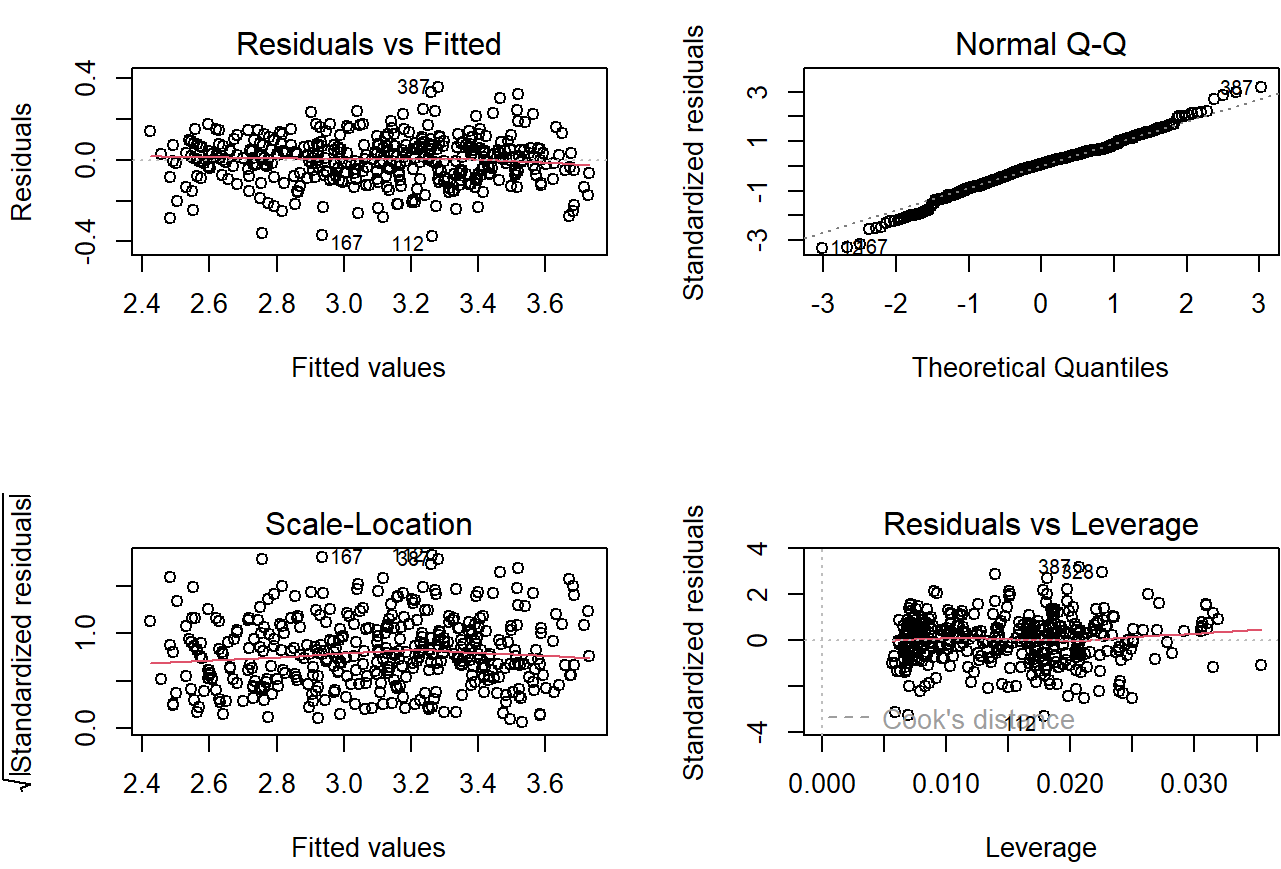 Residuals vs Fitted
Residuals
0.4
0.0
-0.4
387
167
112
2.4 2.6 2.8 3.0 3.2 3.4 3.6
Fitted values
Normal Q-Q
Standardized residuals
3
1
-1
-3
387
112
167
-3 -2 -1 0 1 2 3
Theoretical Quantiles
Scale-Location
√|Standardized residuals|
1.0
0.0
167
112
387
2.4 2.6 2.8 3.0 3.2 3.4 3.6
Fitted values
Residuals vs Leverage
Standardized residuals
4
2
0
-4
387
328
Cook's distance
112
0.000 0.010 0.020 0.030
Leverage